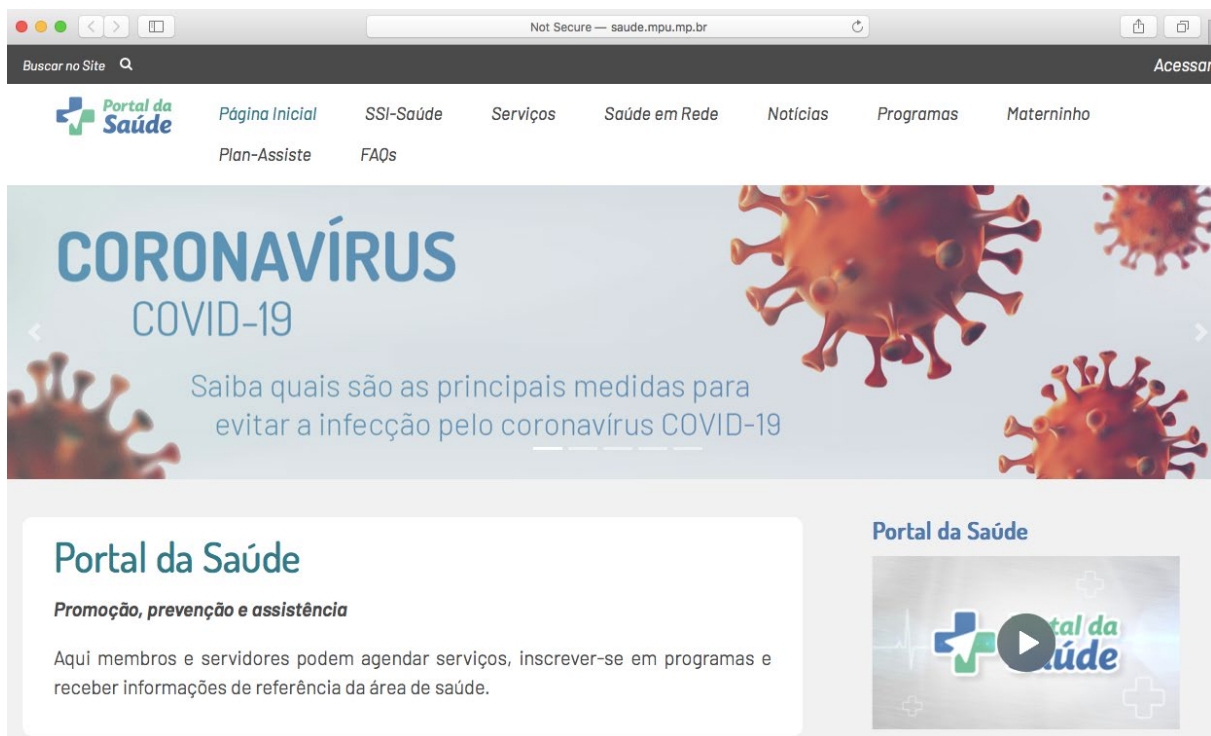 Not Secure — saude.mpu.mp.br
Buscar no Site
Acessar
Portal da
Saúde
Página Inicial SSI-Saúde Serviços Saúde em Rede Notícias Programas Materninho
Plan-Assiste FAQs
CORONAVÍRUS
COVID-19
Saiba quais são as principais medidas para
evitar a infecção pelo coronavírus COVID-19
Portal da Saúde
Promoção, prevenção e assistência
Aqui membros e servidores podem agendar serviços, inscrever-se em programas e
receber informações de referência da área de saúde.
Portal da Saúde